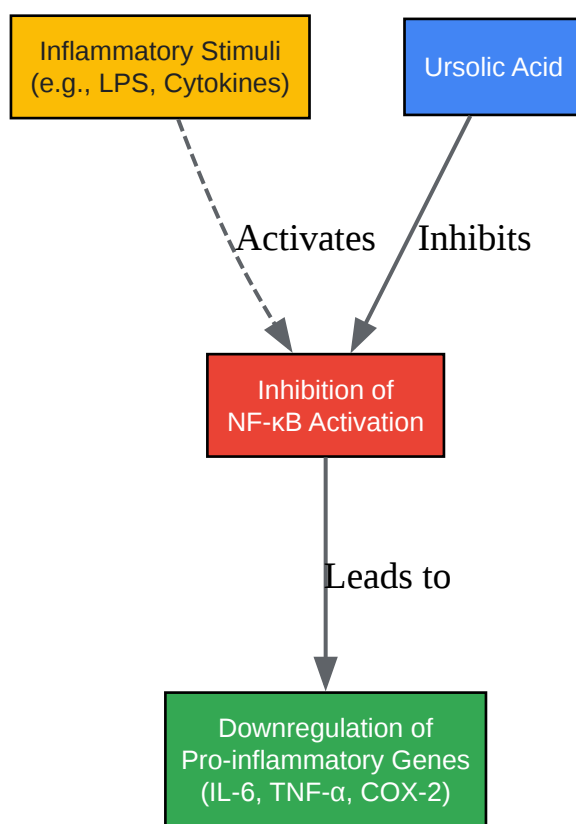 Inflammatory Stimuli
(e.g., LPS, Cytokines)
Ursolic Acid
Activates
Inhibits
Inhibition of
NF-κB Activation
Leads to
Downregulation of
Pro-inflammatory Genes
(IL-6, TNF-α, COX-2)